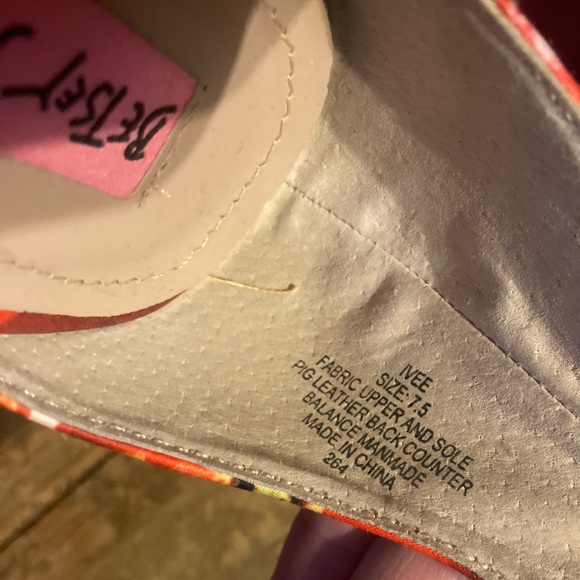 BETSEY J
IVEE
SIZE 7.5
FABRIC UPPER AND SOLE
PIG LEATHER BACK COUNTER
BALANCE MANMADE
MADE IN CHINA
264